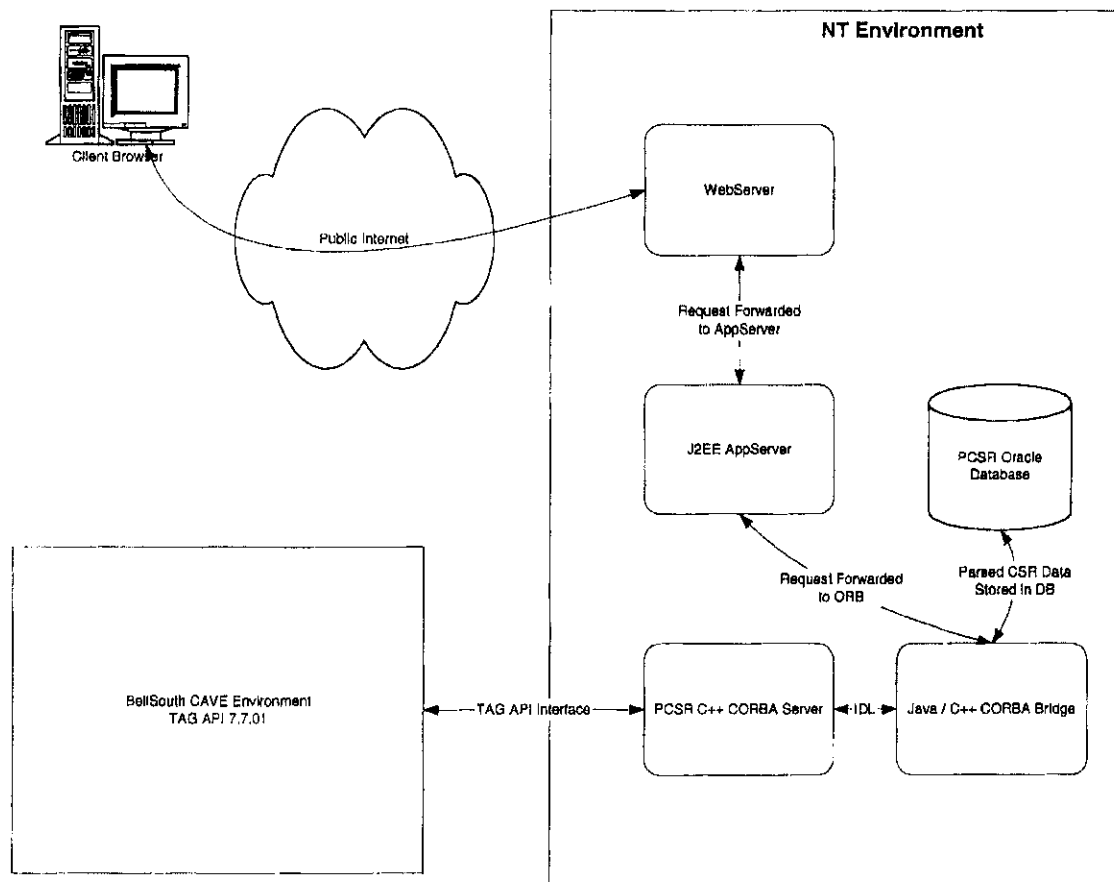 NT Environment
Client Browser
WebServer
Public Internet
Request Forwarded
to AppServer
J2EE AppServer
PCSR Oracle
Database
Request Forwarded
to ORB
Parsed CSR Data
Stored in DB
BellSouth CAVE Environment
TAG API 7.7.01
TAG API Interface
PCSR C++ CORBA Server
IDL
Java / C++ CORBA Bridge